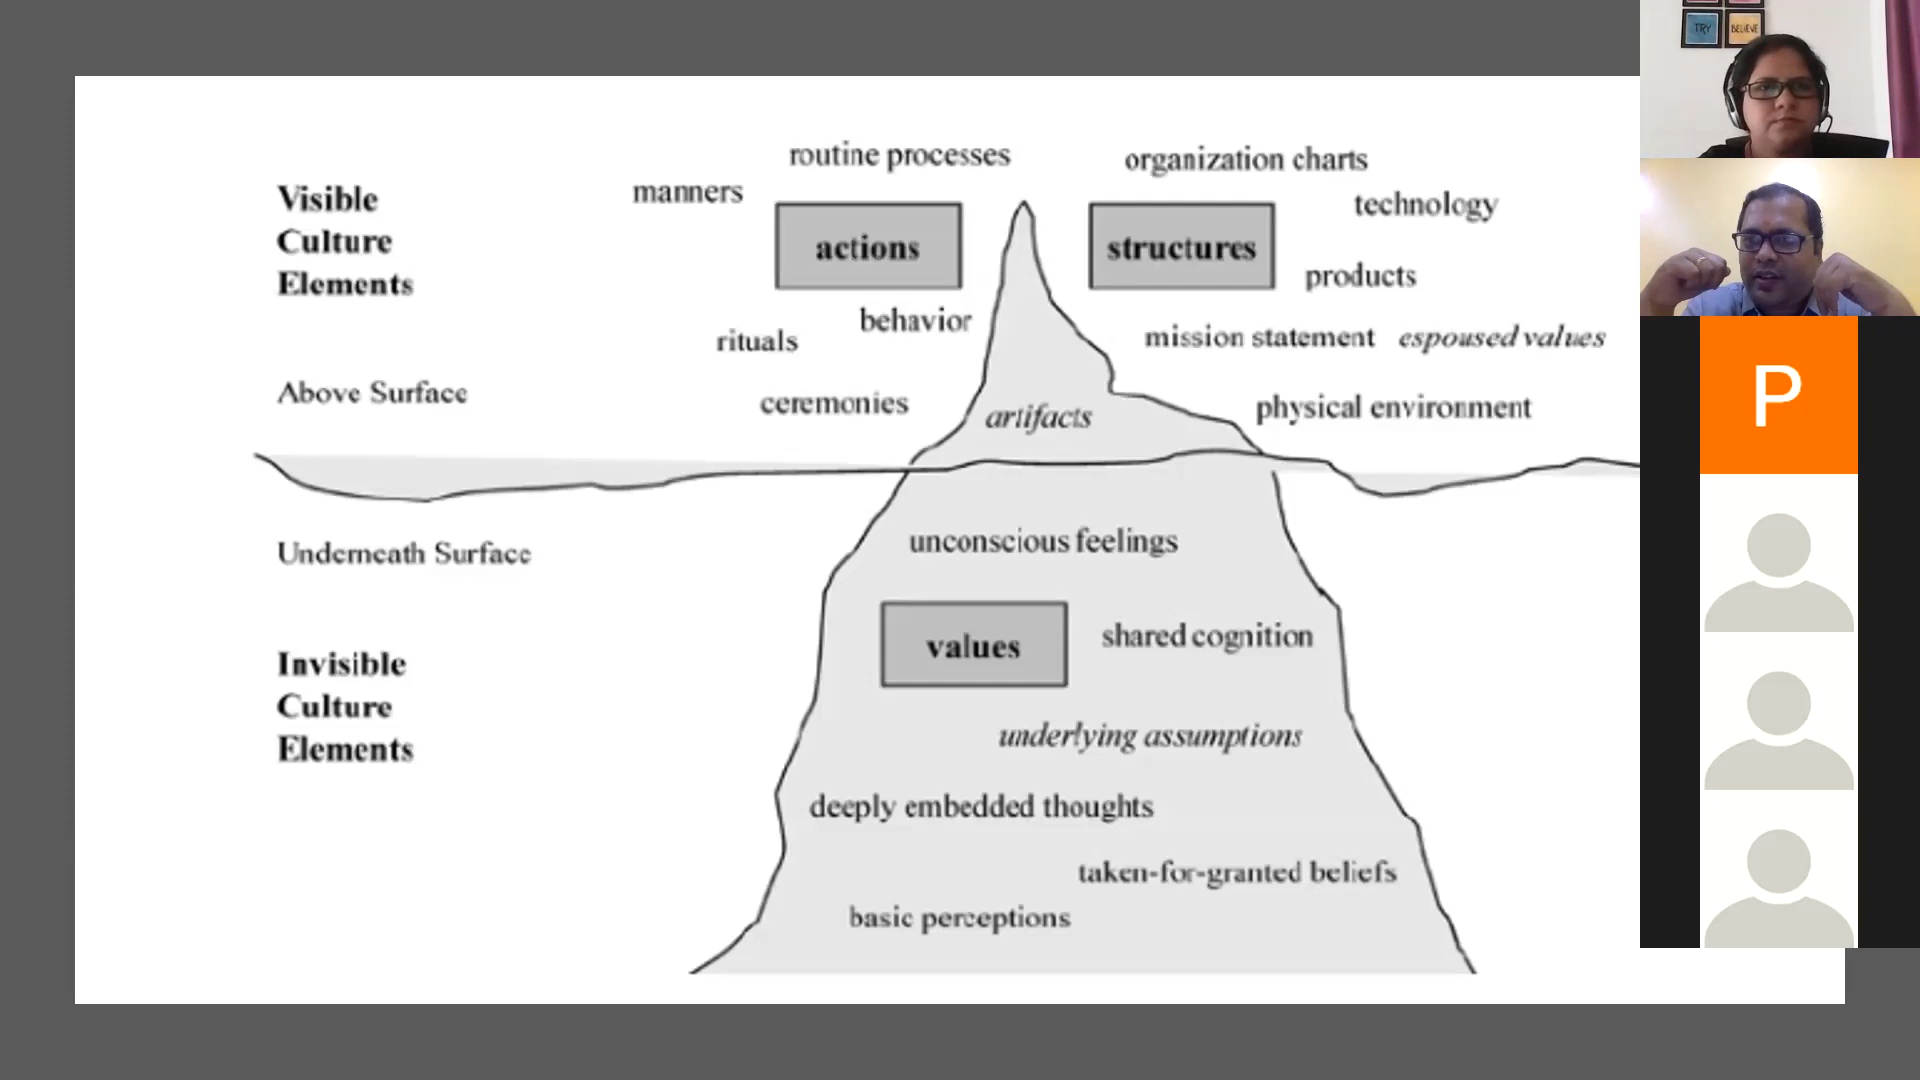 TRY BELIEVE
routine processes
organization charts
Visible
Culture
Elements
manners
technology
actions
structures
products
behavior
rituals
mission statement espoused values
Above Surface
ceremonies
artifacts
physical environment
P
Underneath Surface
unconscious feelings
Invisible
Culture
Elements
values
shared cognition
underlying assumptions
deeply embedded thoughts
taken-for-granted beliefs
basic perceptions